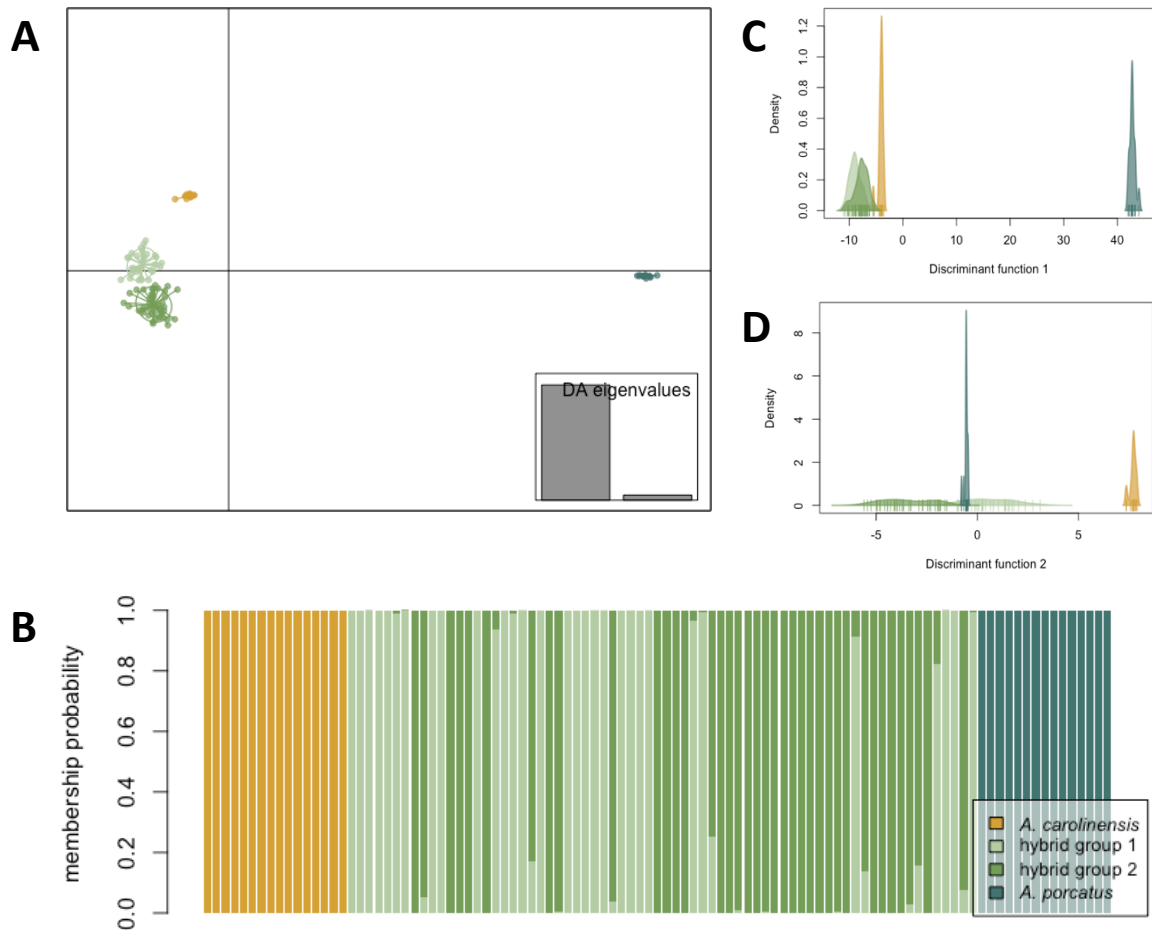 A
DA eigenvalues
C
Density
0.0 0.2 0.4 0.6 0.8 1.0 1.2
-10 0 10 20 30 40
Discriminant function 1
D
Density
0 2 4 6 8
-5 0 5
Discriminant function 2
B
membership probability
0.0 0.2 0.4 0.6 0.8 1.0
A. carolinensis
hybrid group 1
hybrid group 2
A. porcatus